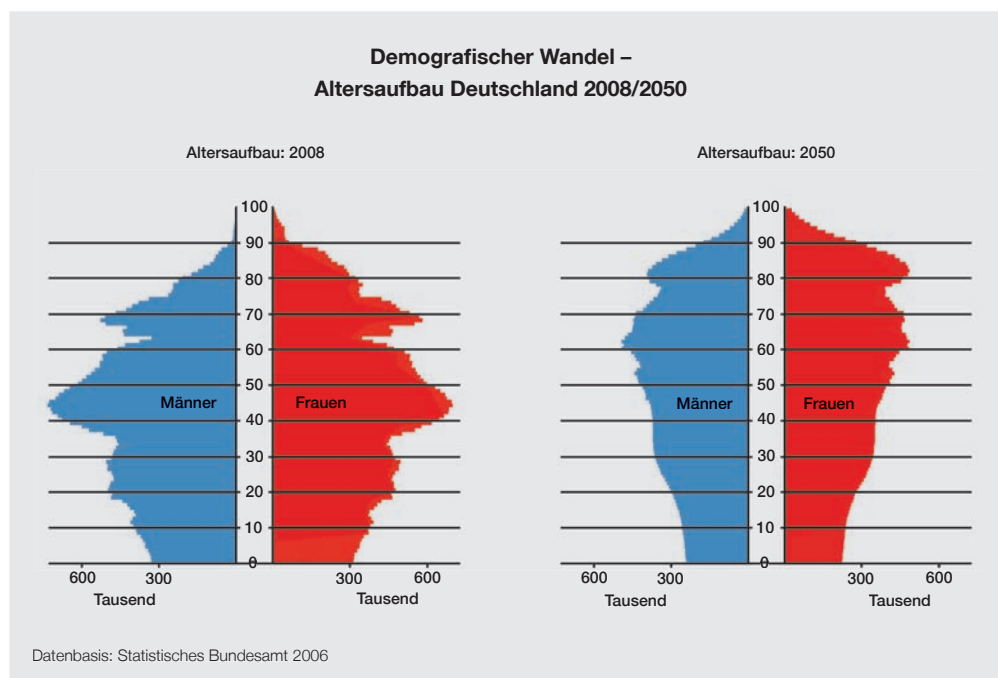 Demografischer Wandel –
Altersaufbau Deutschland 2008/2050
Altersaufbau: 2008
100
90
80
70
60
50
40
30
20
10
0
Männer
Frauen
600
300
300
600
Tausend
Tausend
Altersaufbau: 2050
100
90
80
70
60
50
40
30
20
10
0
Männer
Frauen
600
300
300
600
Tausend
Tausend
Datenbasis: Statistisches Bundesamt 2006